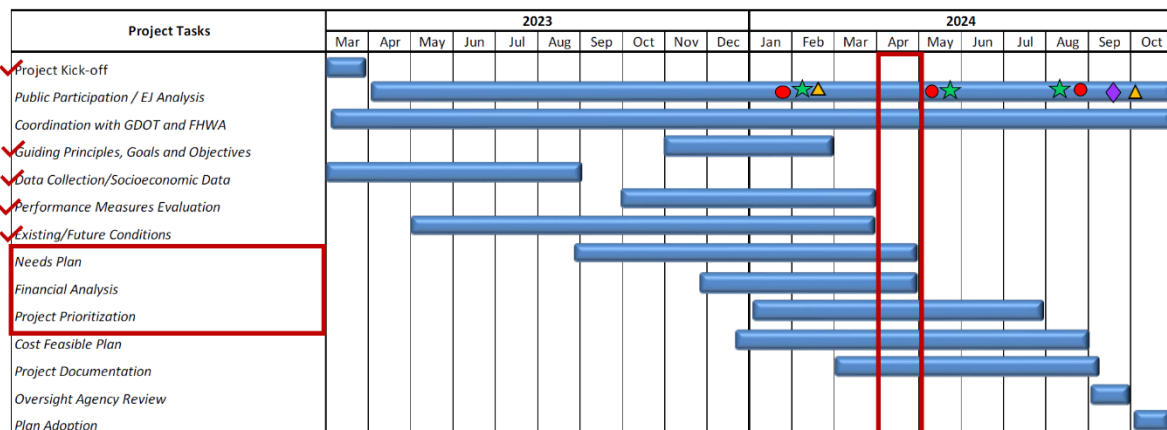 Project Tasks
2023
2024
Mar Apr May Jun Jul Aug Sep Oct Nov Dec Jan Feb Mar Apr May Jun Jul Aug Sep Oct
Project Kick-off
Public Participation / EJ Analysis
Coordination with GDOT and FHWA
Guiding Principles, Goals and Objectives
Data Collection/Socioeconomic Data
Performance Measures Evaluation
Existing/Future Conditions
Needs Plan
Financial Analysis
Project Prioritization
Cost Feasible Plan
Project Documentation
Oversight Agency Review
Plan Adoption